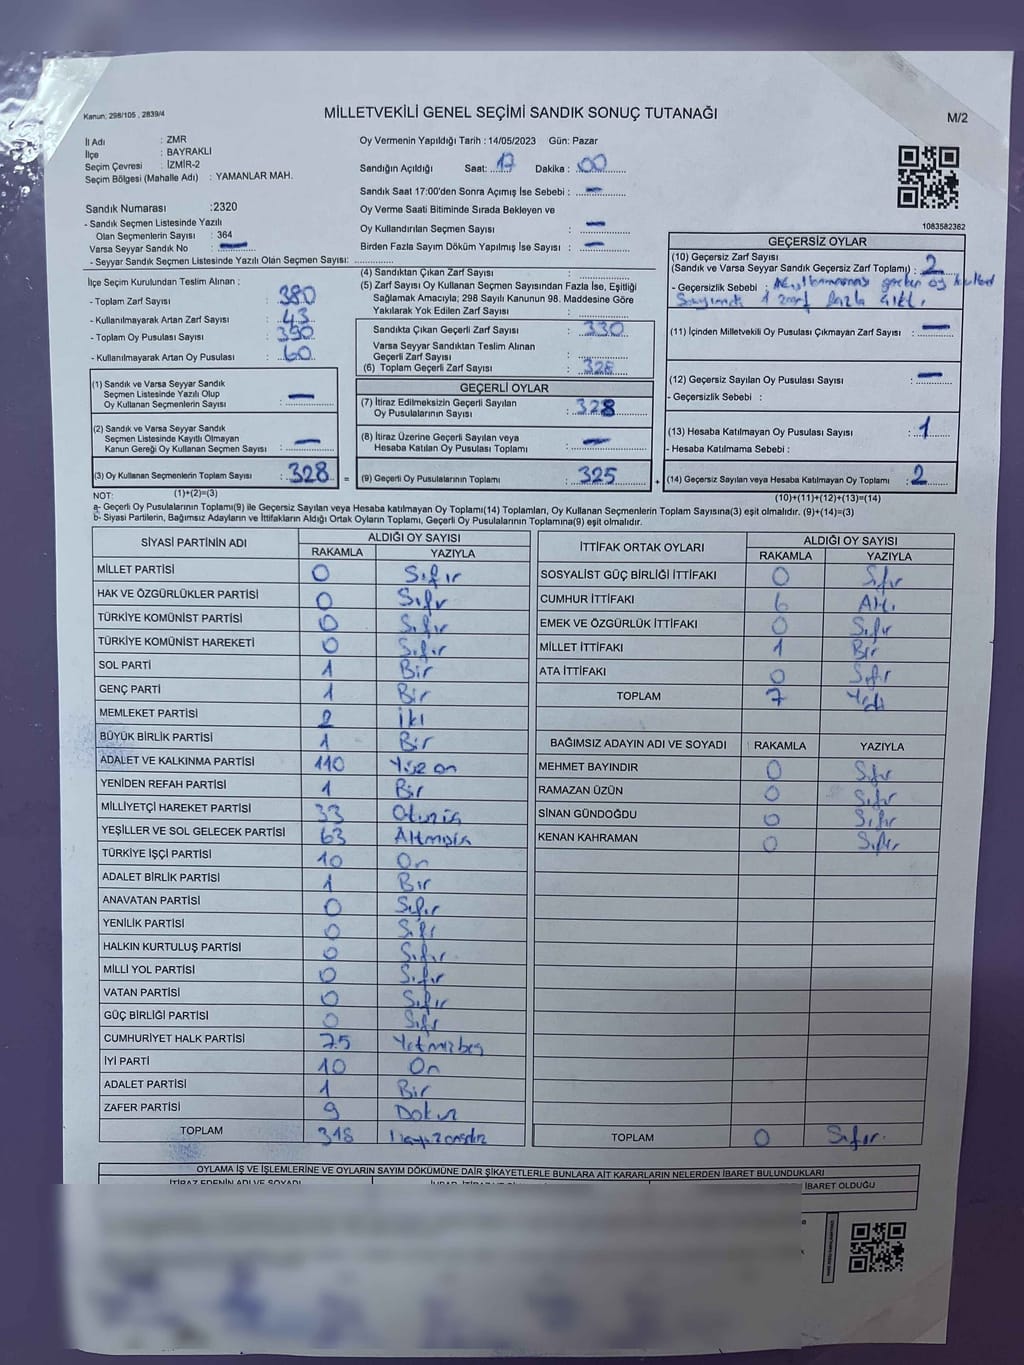 Kanun: 298/105 , 2839/4
MİLLETVEKİLİ GENEL SEÇİMİ SANDIK SONUÇ TUTANAĞI
M/2
İl Adı : ZMR
İlçe : BAYRAKLI
Seçim Çevresi : İZMİR-2
Seçim Bölgesi (Mahalle Adı) : YAMANLAR MAH.
Oy Vermenin Yapıldığı Tarih : 14/05/2023 Gün: Pazar
Sandığın Açıldığı Saat: 17 Dakika : 00
Sandık Saat 17:00'den Sonra Açımış İse Sebebi : —
Oy Verme Saati Bitiminde Sırada Bekleyen ve
Oy Kullandırılan Seçmen Sayısı : —
Birden Fazla Sayım Döküm Yapılmış İse Sayısı : —
1083582362
Sandık Numarası :2320
- Sandık Seçmen Listesinde Yazılı
Olan Seçmenlerin Sayısı : 364
Varsa Seyyar Sandık No : —
- Seyyar Sandık Seçmen Listesinde Yazılı Olan Seçmen Sayısı:
İlçe Seçim Kurulundan Teslim Alınan :
- Toplam Zarf Sayısı : 380
- Kullanılmayarak Artan Zarf Sayısı : 43
- Toplam Oy Pusulası Sayısı :
- Kullanılmayarak Artan Oy Pusulası : 60
(1) Sandık ve Varsa Seyyar Sandık
Seçmen Listesinde Yazılı Olup
Oy Kullanan Seçmenlerin Sayısı : —
(2) Sandık ve Varsa Seyyar Sandık
Seçmen Listesinde Kayıtlı Olmayan
Kanun Gereği Oy Kullanan Seçmen Sayısı : —
(3) Oy Kullanan Seçmenlerin Toplam Sayısı : 328 =
(4) Sandıktan Çıkan Zarf Sayısı :
(5) Zarf Sayısı Oy Kullanan Seçmen Sayısından Fazla İse, Eşitliği
Sağlamak Amacıyla; 298 Sayılı Kanunun 98. Maddesine Göre
Yakılarak Yok Edilen Zarf Sayısı :
Sandıkta Çıkan Geçerli Zarf Sayısı : 330
Varsa Seyyar Sandıktan Teslim Alınan
Geçerli Zarf Sayısı :
(6) Toplam Geçerli Zarf Sayısı : 328
GEÇERLİ OYLAR
(7) İtiraz Edilmeksizin Geçerli Sayılan
Oy Pusulalarının Sayısı : 328
(8) İtiraz Üzerine Geçerli Sayılan veya
Hesaba Katılan Oy Pusulası Toplamı : —
(9) Geçerli Oy Pusulalarının Toplamı : 325 +
GEÇERSİZ OYLAR
(10) Geçersiz Zarf Sayısı
(Sandık ve Varsa Seyyar Sandık Geçersiz Zarf Toplamı) : 2
- Geçersizlik Sebebi : gereken oy
1 zarf fazla çıktı.
(11) İçinden Milletvekili Oy Pusulası Çıkmayan Zarf Sayısı : —
(12) Geçersiz Sayılan Oy Pusulası Sayısı : —
- Geçersizlik Sebebi :
(13) Hesaba Katılmayan Oy Pusulası Sayısı : 1
- Hesaba Katılmama Sebebi :
(14) Geçersiz Sayılan veya Hesaba Katılmayan Oy Toplamı : 2
NOT: (1)+(2)=(3)
(10)+(11)+(12)+(13)=(14)
a- Geçerli Oy Pusulalarının Toplamı(9) ile Geçersiz Sayılan veya Hesaba katılmayan Oy Toplamı(14) Toplamları, Oy Kullanan Seçmenlerin Toplam Sayısına(3) eşit olmalıdır. (9)+(14)=(3)
b- Siyasi Partilerin, Bağımsız Adayların ve İttifakların Aldığı Ortak Oyların Toplamı, Geçerli Oy Pusulalarının Toplamına(9) eşit olmalıdır.
SİYASİ PARTİNİN ADI ALDIĞI OY SAYISI
RAKAMLA YAZIYLA
MİLLET PARTİSİ 0 Sıfır
HAK VE ÖZGÜRLÜKLER PARTİSİ 0 Sıfır
TÜRKİYE KOMÜNİST PARTİSİ 0 Sıfır
TÜRKİYE KOMÜNİST HAREKETİ 0 Sıfır
SOL PARTİ 1 Bir
GENÇ PARTİ 1 Bir
MEMLEKET PARTİSİ 2 İki
BÜYÜK BİRLİK PARTİSİ 1 Bir
ADALET VE KALKINMA PARTİSİ 110 Yüz on
YENİDEN REFAH PARTİSİ 1 Bir
MİLLİYETÇİ HAREKET PARTİSİ 33 Otuzüç
YEŞİLLER VE SOL GELECEK PARTİSİ 63 Altmışüç
TÜRKİYE İŞÇİ PARTİSİ 10 On
ADALET BİRLİK PARTİSİ 1 Bir
ANAVATAN PARTİSİ 0 Sıfır
YENİLİK PARTİSİ 0 Sıfır
HALKIN KURTULUŞ PARTİSİ 0 Sıfır
MİLLİ YOL PARTİSİ 0 Sıfır
VATAN PARTİSİ 0 Sıfır
GÜÇ BİRLİĞİ PARTİSİ 0 Sıfır
CUMHURİYET HALK PARTİSİ 75 Yetmişbeş
İYİ PARTİ 10 On
ADALET PARTİSİ 1 Bir
ZAFER PARTİSİ 9 Dokuz
TOPLAM 318
İTTİFAK ORTAK OYLARI ALDIĞI OY SAYISI
RAKAMLA YAZIYLA
SOSYALİST GÜÇ BİRLİĞİ İTTİFAKI 0 Sıfır
CUMHUR İTTİFAKI 6 Altı
EMEK VE ÖZGÜRLÜK İTTİFAKI 0 Sıfır
MİLLET İTTİFAKI 1 Bir
ATA İTTİFAKI 0 Sıfır
TOPLAM 7 Yedi
BAĞIMSIZ ADAYIN ADI VE SOYADI RAKAMLA YAZIYLA
MEHMET BAYINDIR 0 Sıfır
RAMAZAN ÜZÜN 0 Sıfır
SİNAN GÜNDOĞDU 0 Sıfır
KENAN KAHRAMAN 0 Sıfır
TOPLAM 0 Sıfır.
OYLAMA İŞ VE İŞLEMLERİNE VE OYLARIN SAYIM DÖKÜMÜNE DAİR ŞİKAYETLERLE BUNLARA AİT KARARLARIN NELERDEN İBARET BULUNDUKLARI
İTİRAZ EDENİN ADI VE SOYADI
İBARET OLDUĞU